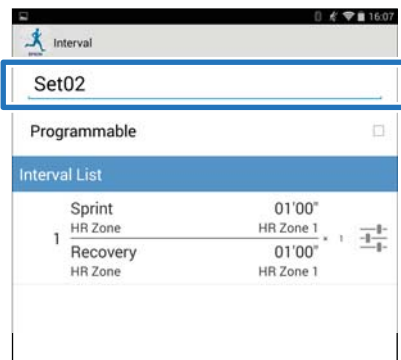 16:07
Interval
EPSON
Set02
Programmable
Interval List
Sprint 01'00"
HR Zone HR Zone 1
1 × 1
Recovery 01'00"
HR Zone HR Zone 1